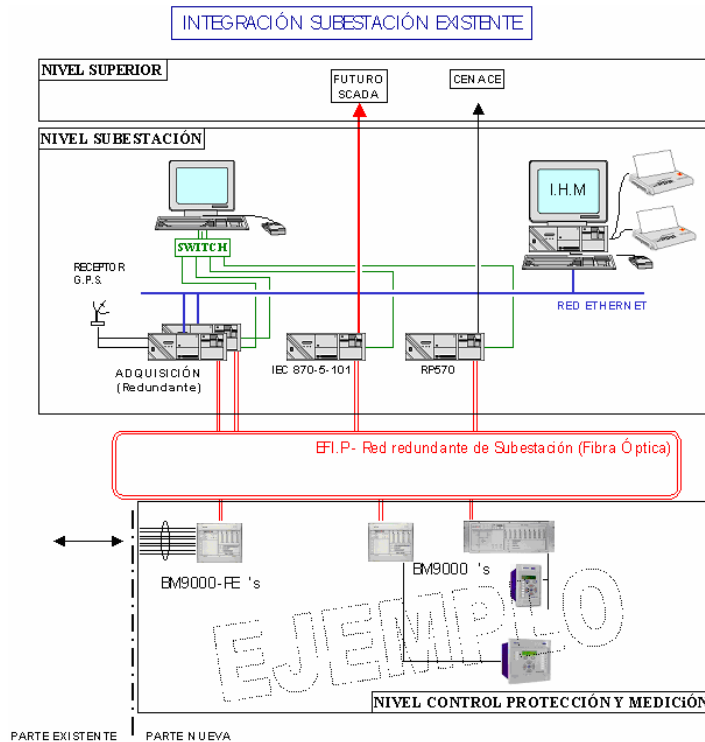 INTEGRACIÓN SUBESTACIÓN EXISTENTE
NIVEL SUPERIOR
FUTURO
SCADA
CENACE
NIVEL SUBESTACIÓN
I.H.M
SWITCH
RECEPTOR
G.P.S.
RED ETHERNET
ADQUISICIÓN
(Redundante)
IEC 870-5-101
RP570
EFI.P- Red redundante de Subestación (Fibra Óptica)
BM9000-FE 's
BM9000 's
EJEMPLO
NIVEL CONTROL PROTECCIÓN Y MEDICIÓN
PARTE EXISTENTE
PARTE NUEVA